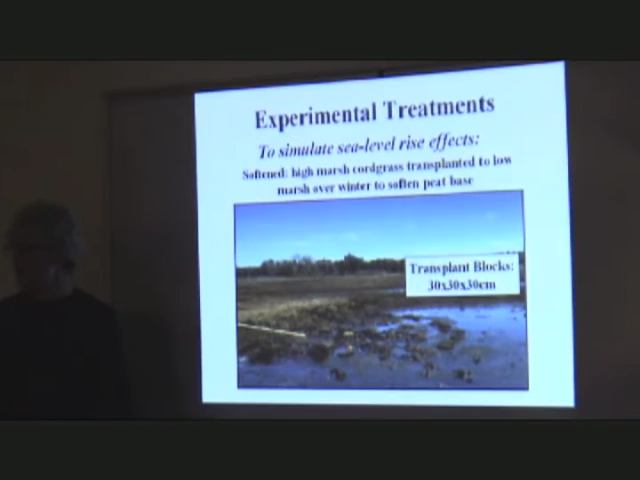 Experimental Treatments
To simulate sea-level rise effects:
Softened: high marsh cordgrass transplanted to low
marsh over winter to soften peat base
Transplant Blocks:
30x30x30cm